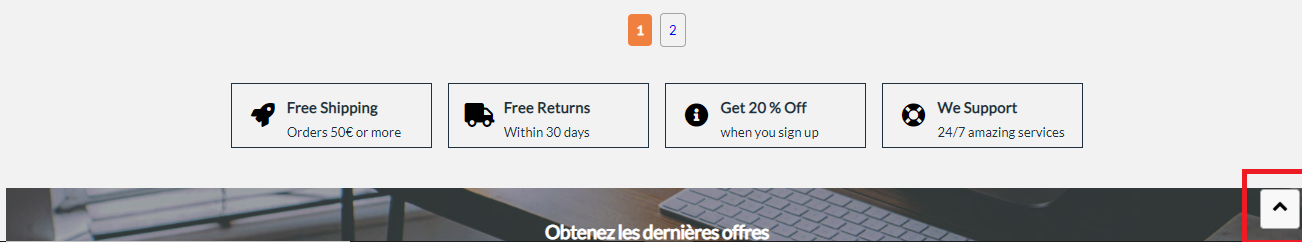 1 2
Free Shipping
Orders 50€ or more
Free Returns
Within 30 days
Get 20 % Off
when you sign up
We Support
24/7 amazing services
Obtenez les dernières offres